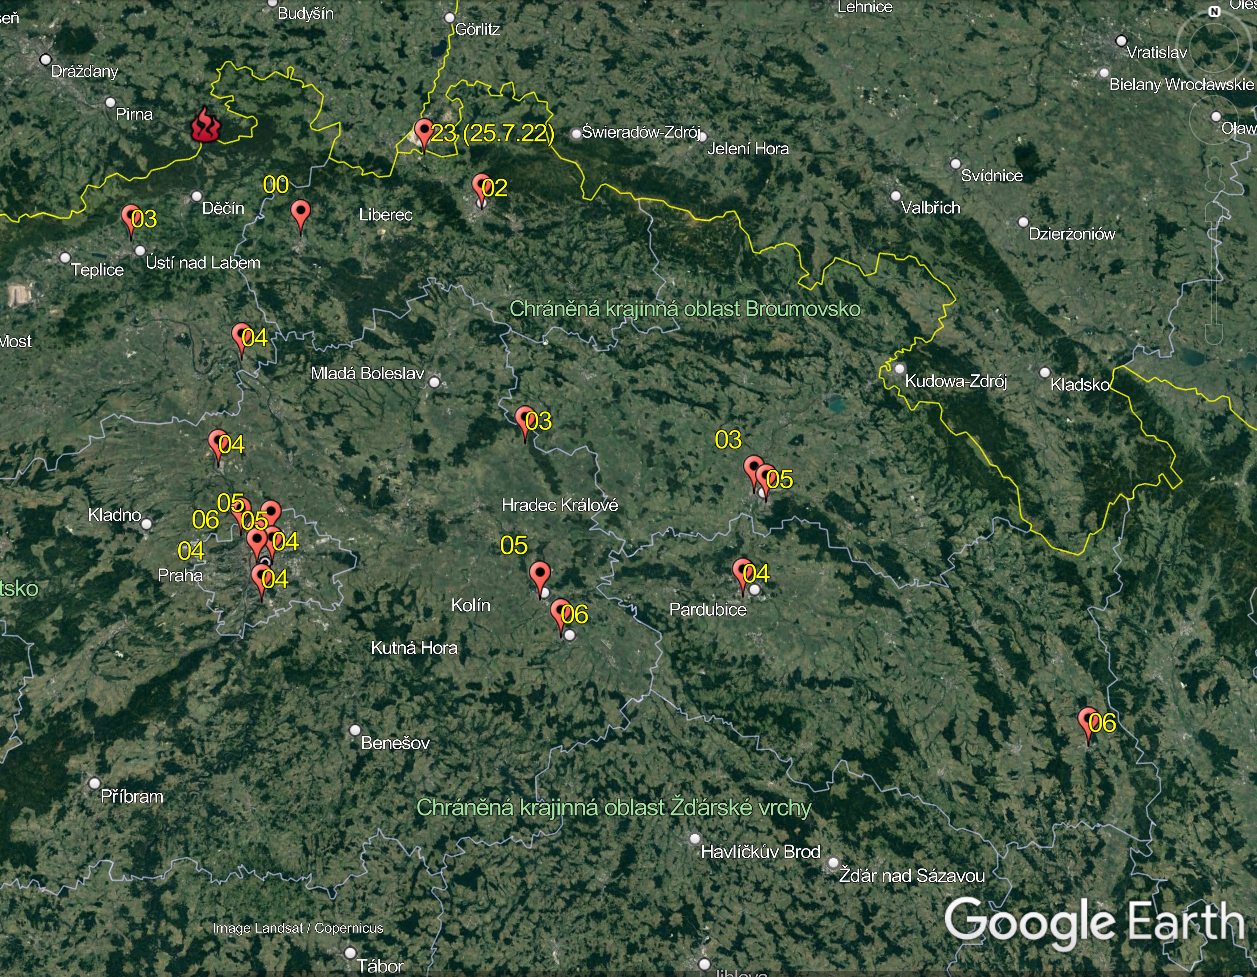 Budyšín
Lehnice
Görlitz
Vratislav
Drážďany
Bielany Wrocławskie
Pirna
23 (25.7.22)
Świeradów-Zdrój
Jelení Hora
N
Svídnice
00
02
Děčín
Liberec
Valbřich
03
Dzierżoniów
Ústí nad Labem
Teplice
Chráněná krajinná oblast Broumovsko
04
Most
Mladá Boleslav
Kudowa-Zdrój
Kladsko
03
03
04
05
Hradec Králové
05
Kladno
06
05
04
05
04
Praha
04
04
Kolín
Pardubice
06
Kutná Hora
06
Benešov
Příbram
Chráněná krajinná oblast Žďárské vrchy
Havlíčkův Brod
Žďár nad Sázavou
Image Landsat / Copernicus
Google Earth
Tábor